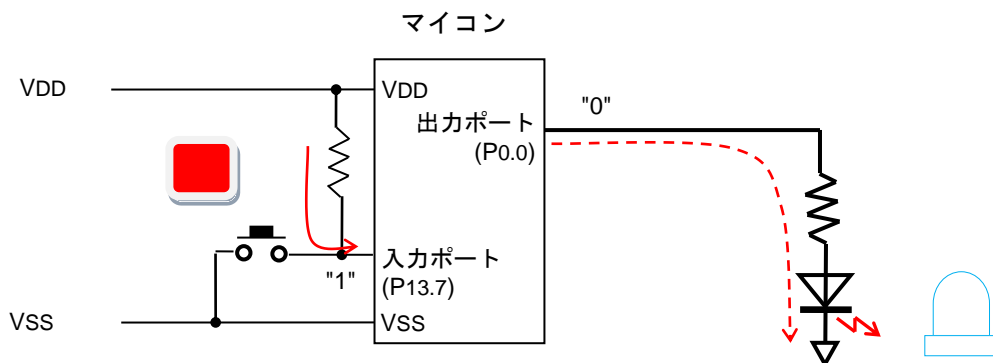 マイコン
VDD
VDD
出力ポート
(P0.0)
"0"
入力ポート
(P13.7)
"1"
VSS
VSS